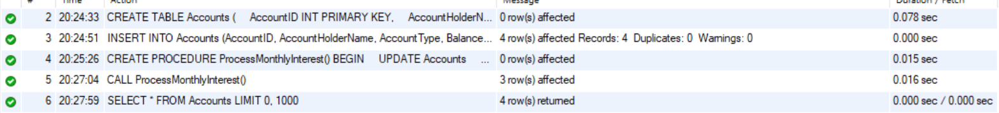 # Time Action Message Duration / Fetch
2 20:24:33 CREATE TABLE Accounts ( AccountID INT PRIMARY KEY, AccountHolderN... 0 row(s) affected 0.078 sec
3 20:24:51 INSERT INTO Accounts (AccountID, AccountHolderName, AccountType, Balance... 4 row(s) affected Records: 4 Duplicates: 0 Warnings: 0 0.000 sec
4 20:25:26 CREATE PROCEDURE ProcessMonthlyInterest() BEGIN UPDATE Accounts ... 0 row(s) affected 0.015 sec
5 20:27:04 CALL ProcessMonthlyInterest() 3 row(s) affected 0.016 sec
6 20:27:59 SELECT * FROM Accounts LIMIT 0, 1000 4 row(s) returned 0.000 sec / 0.000 sec